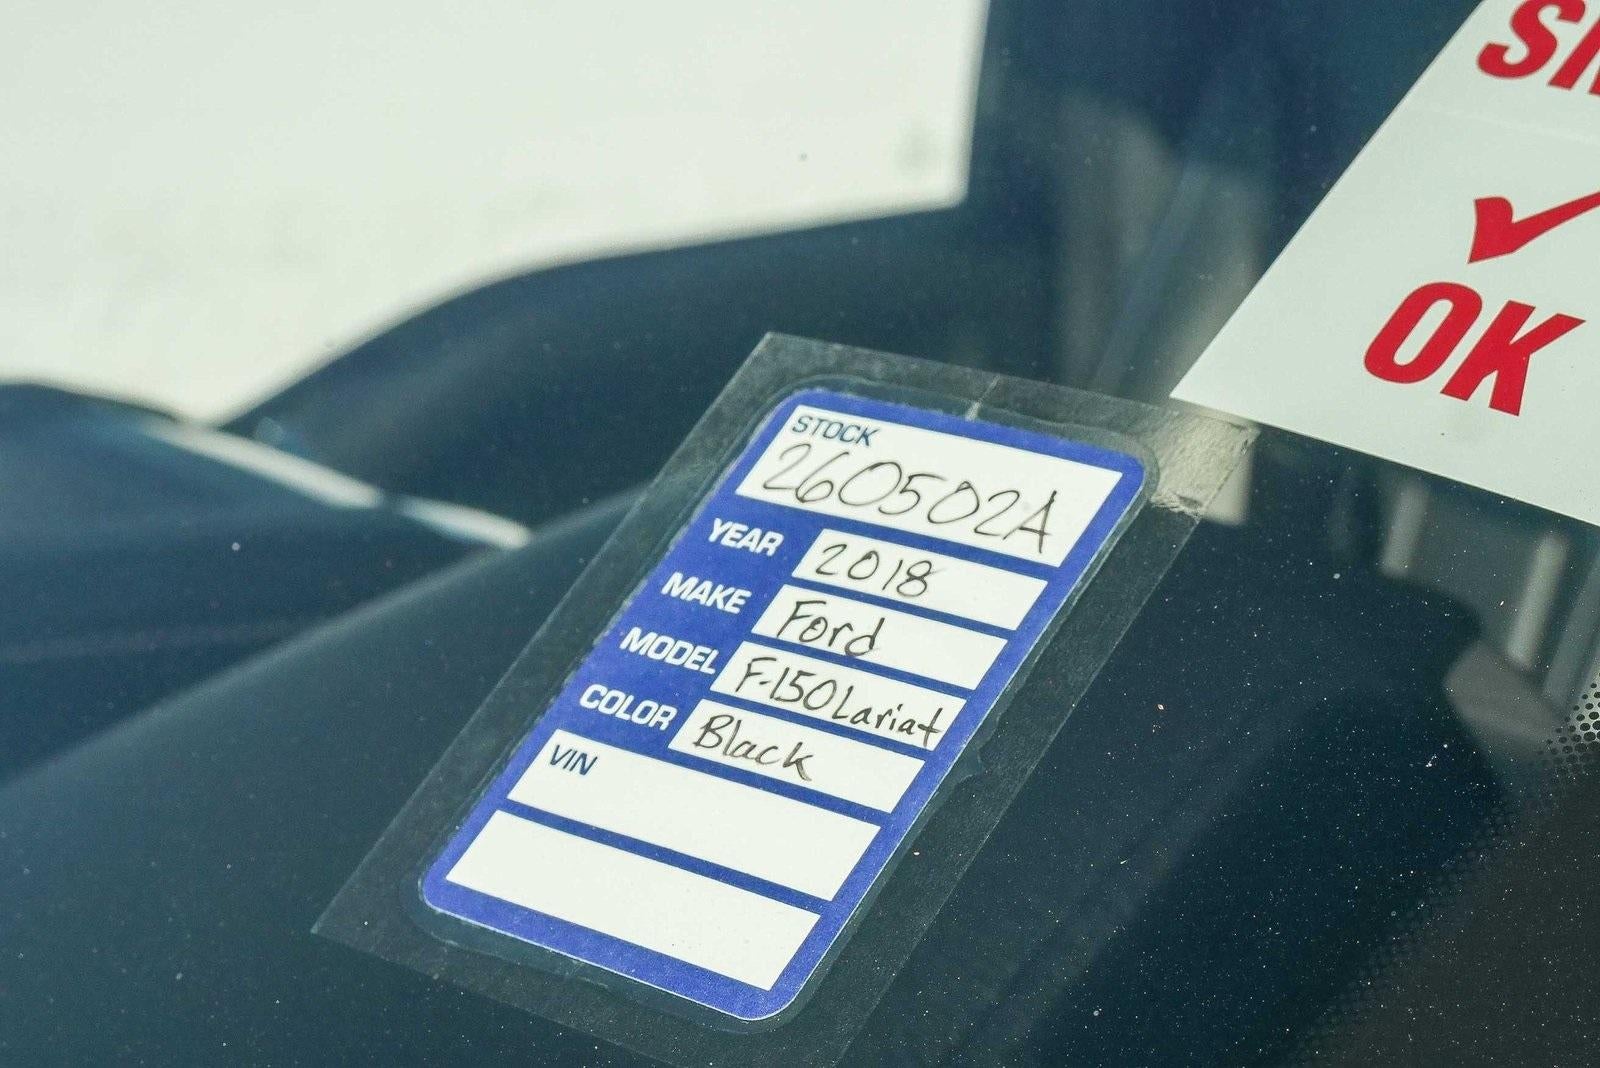 STOCK
260502A
YEAR 2018
MAKE Ford
MODEL F-150 Lariat
COLOR Black
VIN
OK